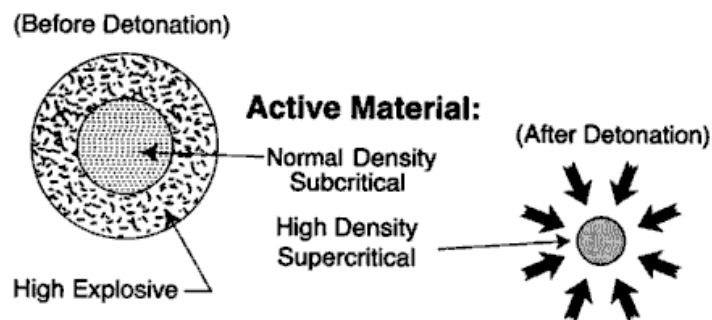 (Before Detonation)
Active Material:
(After Detonation)
Normal Density
Subcritical
High Density
Supercritical
High Explosive